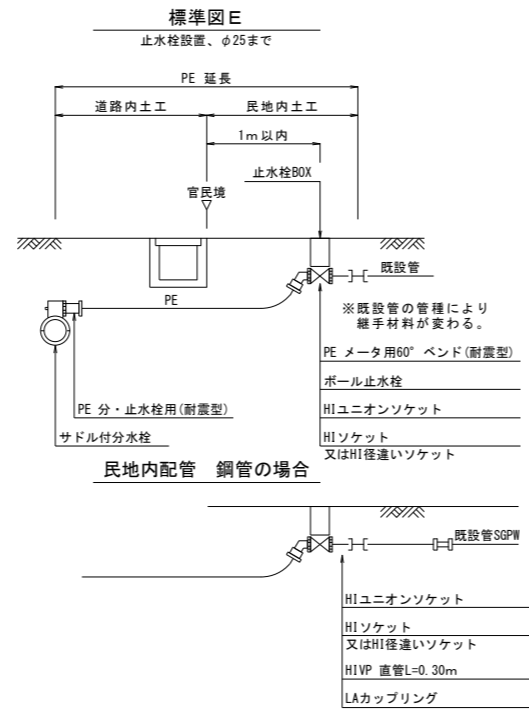 標準図E
止水栓設置、φ25まで
PE 延長
道路内土工
民地内土工
1m以内
止水栓BOX
官民境
既設管
PE
※既設管の管種により
継手材料が変わる。
PE メータ用60° ベンド(耐震型)
ボール止水栓
HIユニオンソケット
HIソケット
又はHI径違いソケット
PE 分・止水栓用(耐震型)
サドル付分水栓
民地内配管 鋼管の場合
既設管SGPW
HIユニオンソケット
HIソケット
又はHI径違いソケット
HIVP 直管L=0.30m
LAカップリング